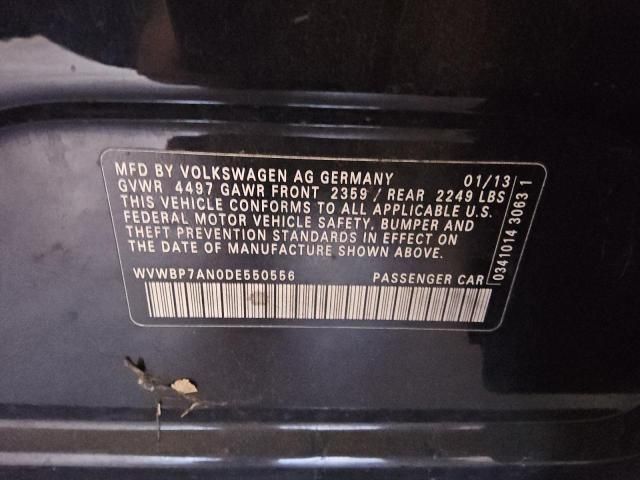 MFD BY VOLKSWAGEN AG GERMANY 01/13
GVWR 4497 GAWR FRONT 2359 / REAR 2249 LBS
THIS VEHICLE CONFORMS TO ALL APPLICABLE U.S.
FEDERAL MOTOR VEHICLE SAFETY, BUMPER AND
THEFT PREVENTION STANDARDS IN EFFECT ON
THE DATE OF MANUFACTURE SHOWN ABOVE.
WVWBP7AN0DE550556 PASSENGER CAR
0341014 30063 1